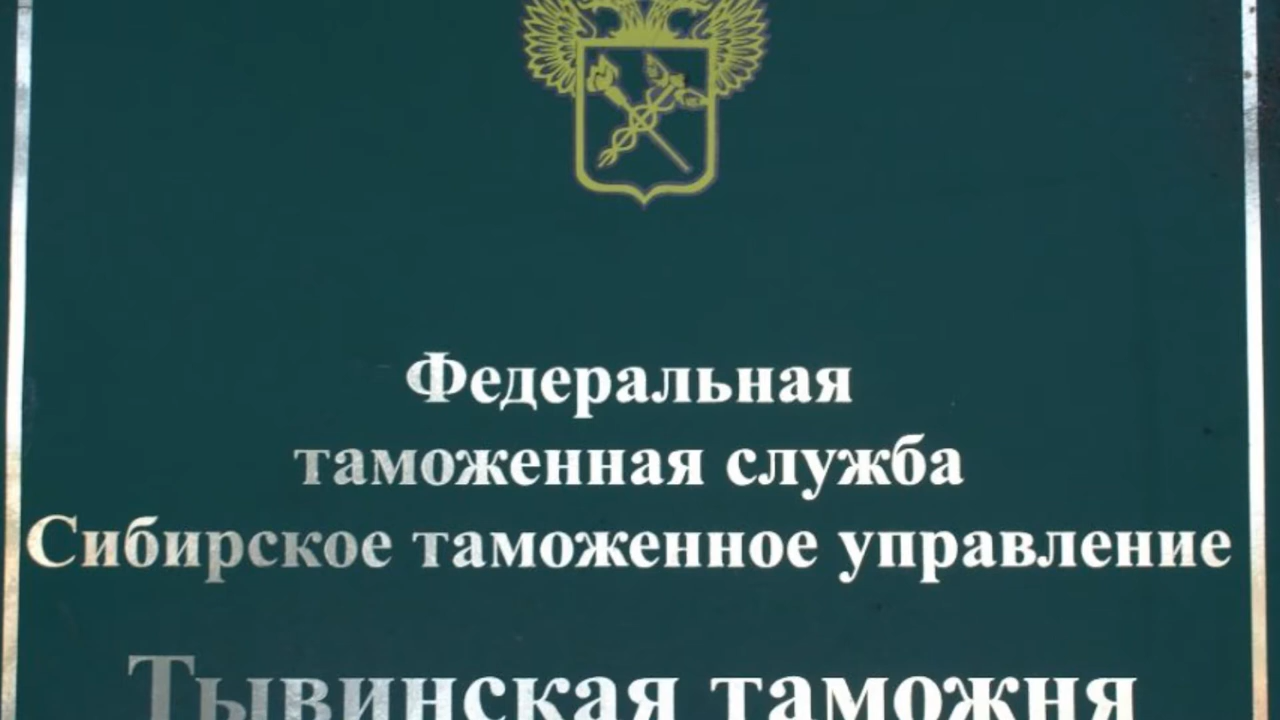 Федеральная
таможенная служба
Сибирское таможенное управление
Тывинская таможня